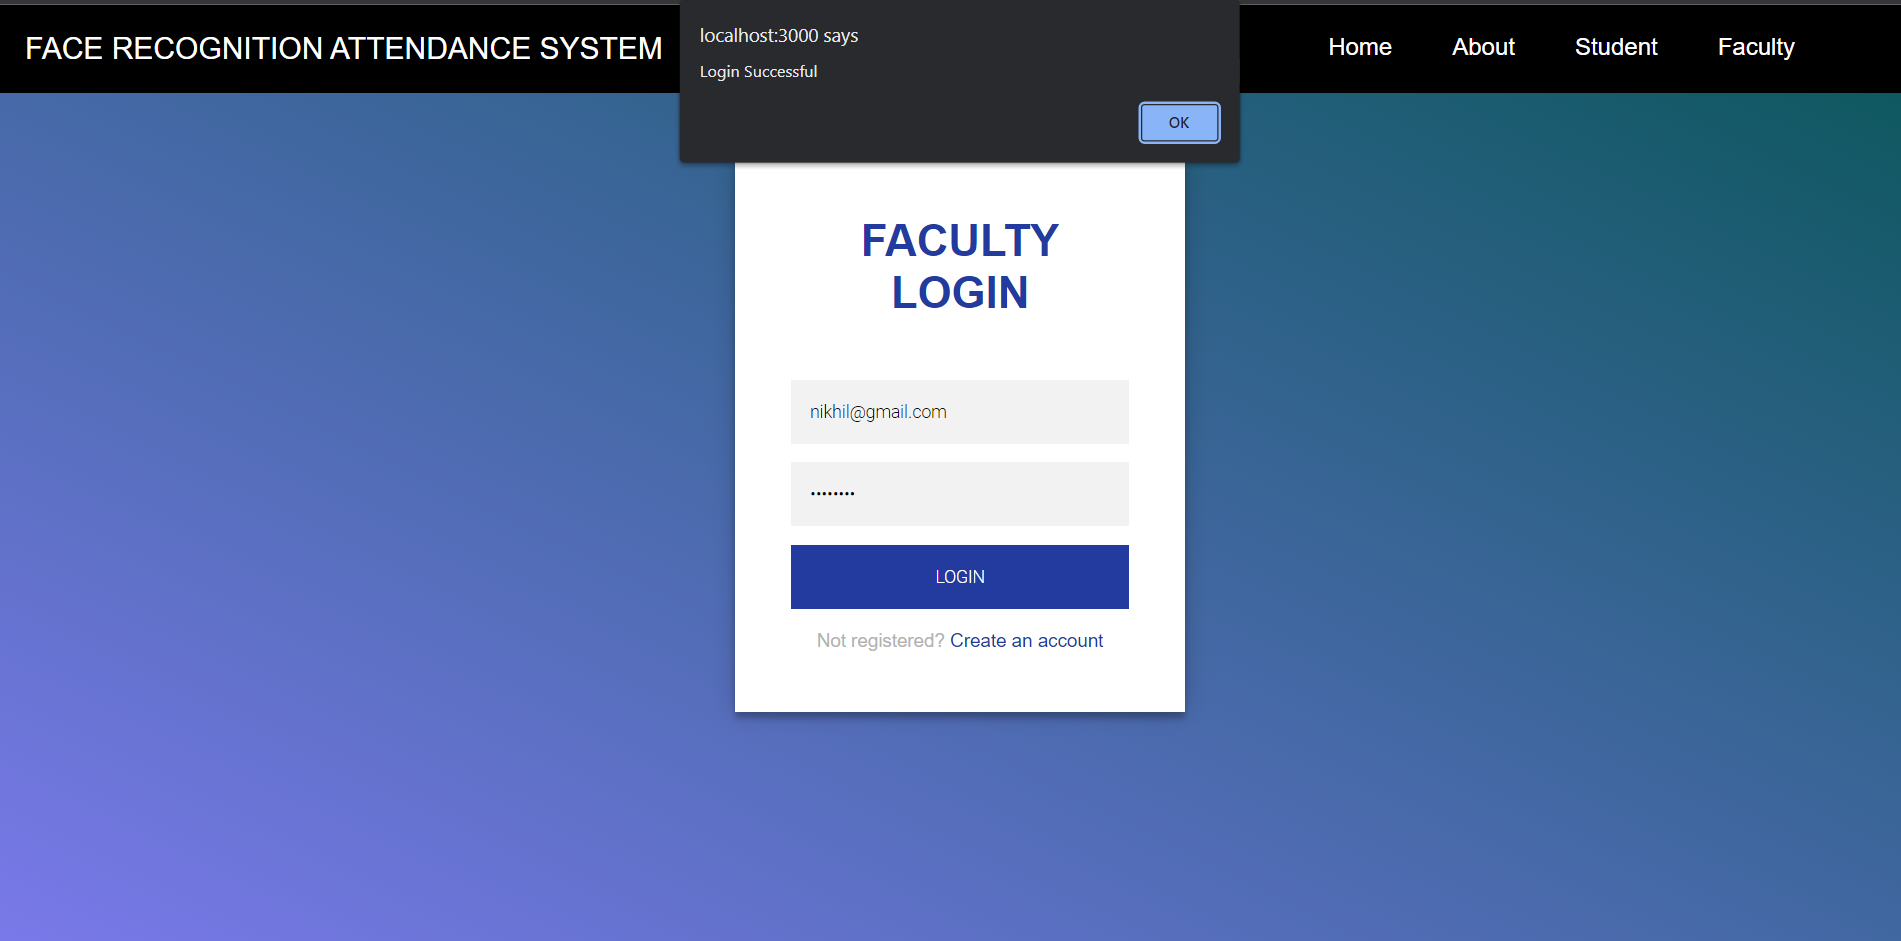 FACE RECOGNITION ATTENDANCE SYSTEM
localhost:3000 says
Login Successful
OK
Home About Student Faculty
FACULTY
LOGIN
nikhil@gmail.com
••••••••
LOGIN
Not registered? Create an account